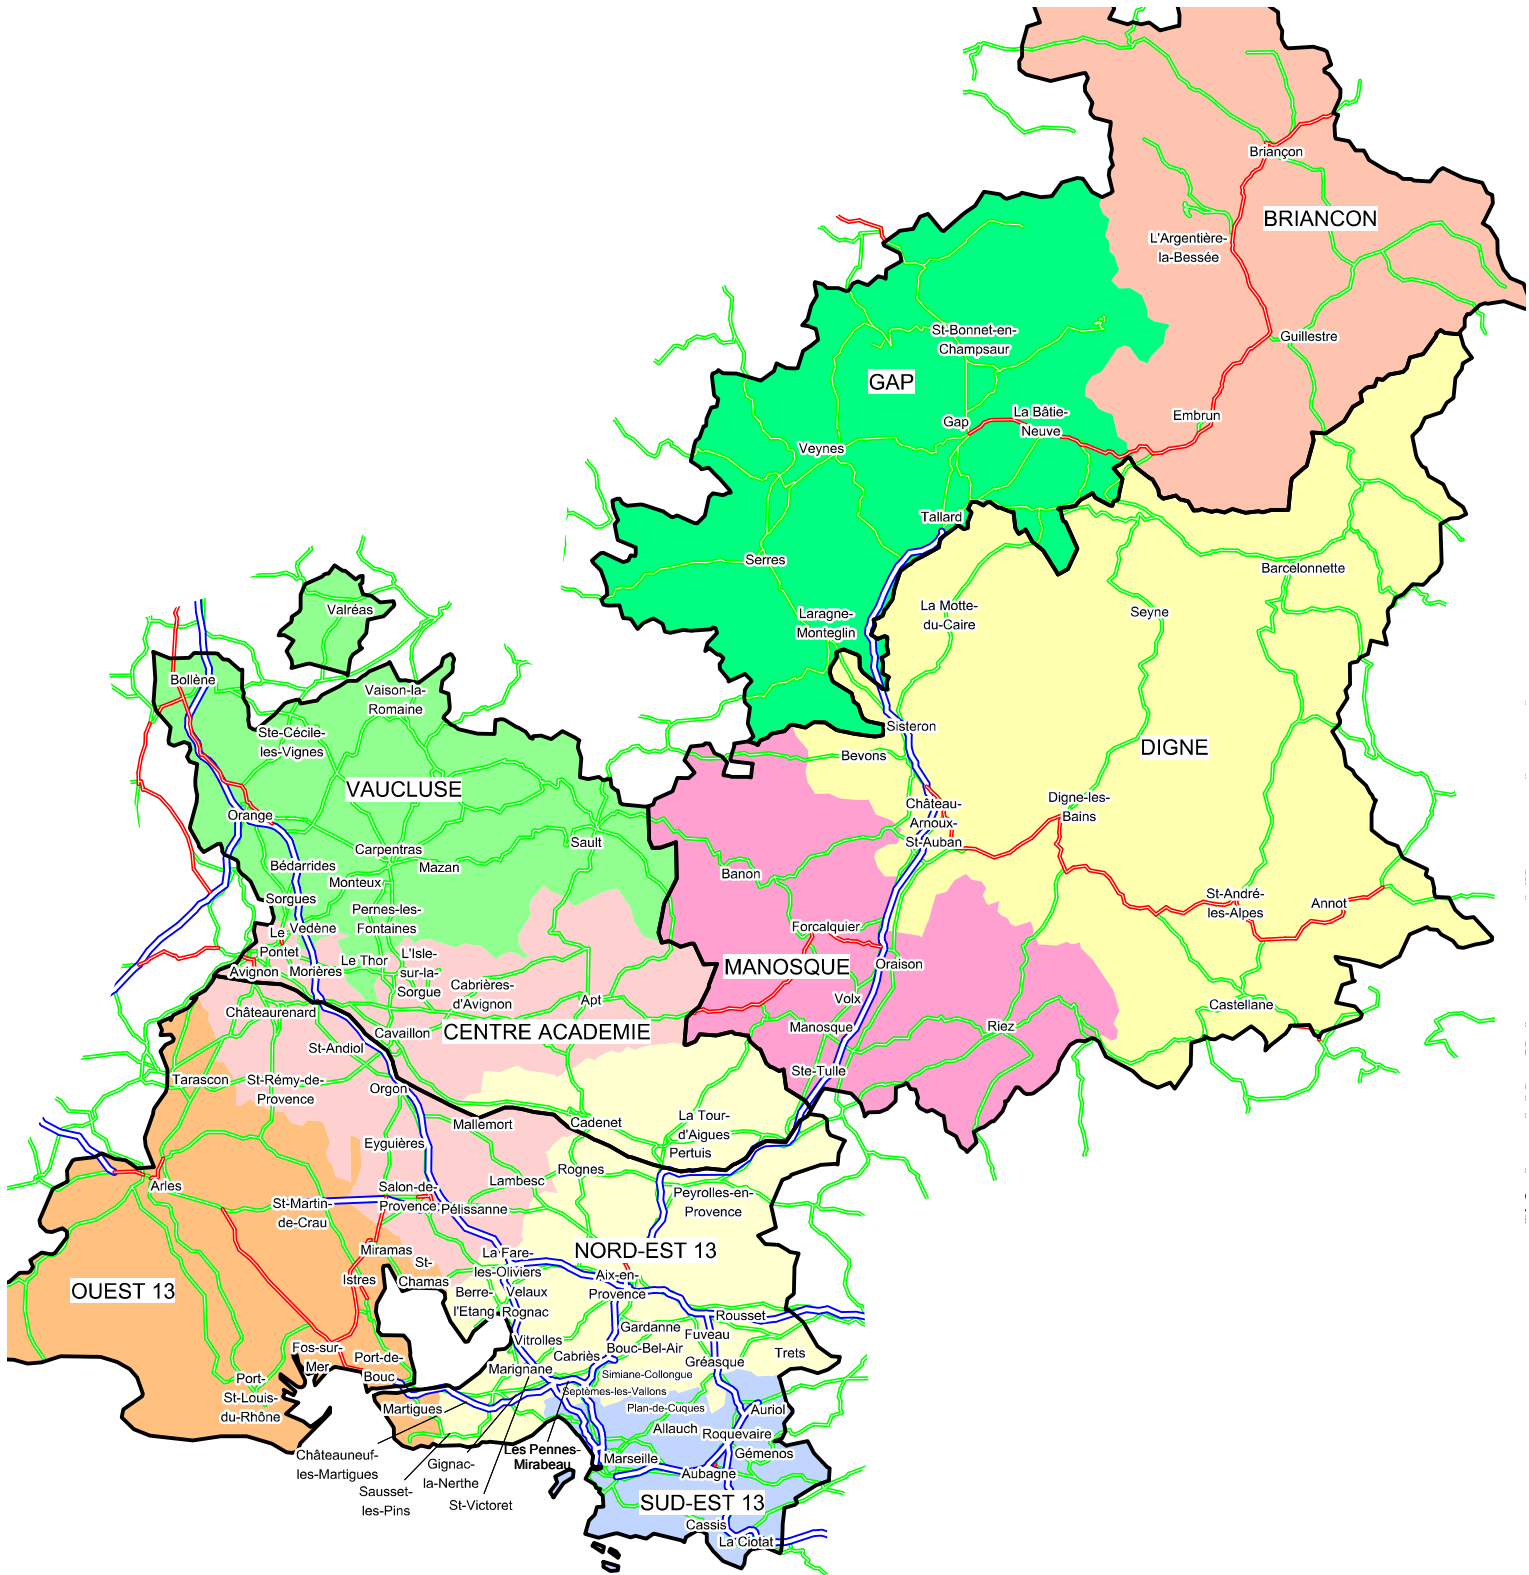 Briançon
BRIANCON
L'Argentière-
la-Bessée
St-Bonnet-en-
Champsaur
Guillestre
GAP
La Bâtie-
Neuve
Gap
Embrun
Veynes
Tallard
Serres
Barcelonnette
Laragne-
Monteglin
La Motte-
du-Caire
Seyne
Valréas
Bollène
Vaison-la-
Romaine
Ste-Cécile-
les-Vignes
Sisteron
Bevons
DIGNE
VAUCLUSE
Château-
Arnoux-
St-Auban
Digne-les-
Bains
Orange
Sault
Carpentras
Bédarrides
Mazan
Monteux
Banon
Sorgues
St-André-
les-Alpes
Annot
Pernes-les-
Fontaines
Vedène
Le
Pontet
Forcalquier
Avignon
Morières
Le Thor
L'Isle-
sur-la-
Sorgue
Cabrières-
d'Avignon
MANOSQUE
Oraison
Apt
Volx
Castellane
Châteaurenard
Cavaillon
CENTRE ACADEMIE
Manosque
Riez
St-Andiol
Tarascon
St-Rémy-de-
Provence
Orgon
Ste-Tulle
Mallemort
Cadenet
La Tour-
d'Aigues
Pertuis
Eyguières
Arles
Rognes
Lambesc
Salon-de-
Provence
Pélissanne
St-Martin-
de-Crau
Peyrolles-en-
Provence
Miramas
St-
Chamas
La Fare-
les-Oliviers
NORD-EST 13
OUEST 13
Istres
Berre-
l'Etang
Velaux
Rognac
Aix-en-
Provence
Rousset
Fuveau
Gardanne
Vitrolles
Bouc-Bel-Air
Cabriès
Trets
Gréasque
Fos-sur-
Mer
Port-de-
Bouc
Marignane
Simiane-Collongue
Septèmes-les-Vallons
Port-
St-Louis-
du-Rhône
Martigues
Plan-de-Cuques
Auriol
Allauch
Roquevaire
Châteauneuf-
les-Martigues
Les Pennes-
Mirabeau
Marseille
Gémenos
Gignac-
la-Nerthe
Aubagne
Sausset-
les-Pins
St-Victoret
SUD-EST 13
Cassis
La Ciotat